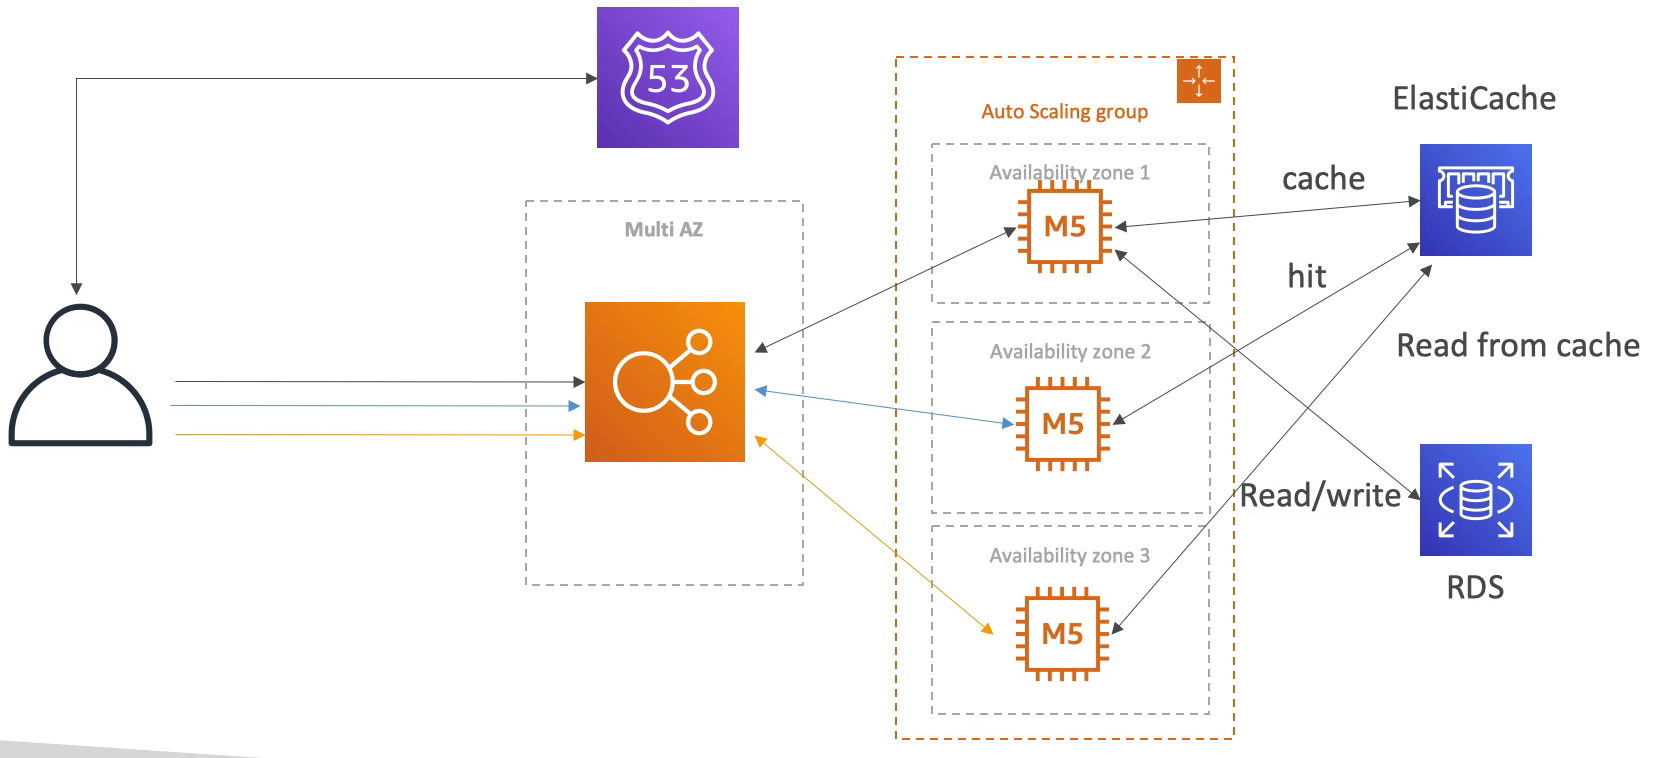 53
ElastiCache
Auto Scaling group
Availability zone 1
cache
M5
Multi AZ
hit
Availability zone 2
Read from cache
M5
Read/write
Availability zone 3
RDS
M5